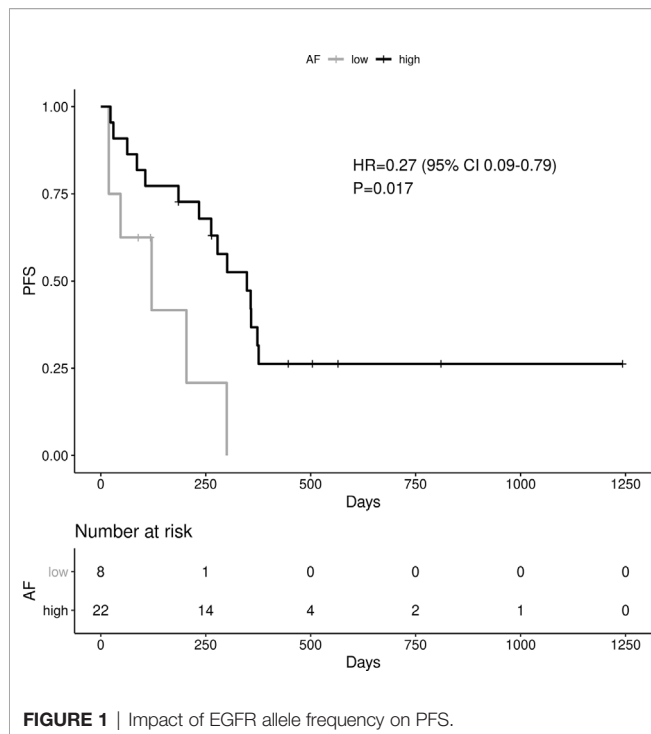 AF low high
1.00
HR=0.27 (95% CI 0.09-0.79)
P=0.017
0.75
0.50
0.25
0.00
PFS
0 250 500 750 1000 1250
Days
Number at risk
low 8 1 0 0 0 0
AF
high 22 14 4 2 1 0
0 250 500 750 1000 1250
Days
FIGURE 1 | Impact of EGFR allele frequency on PFS.